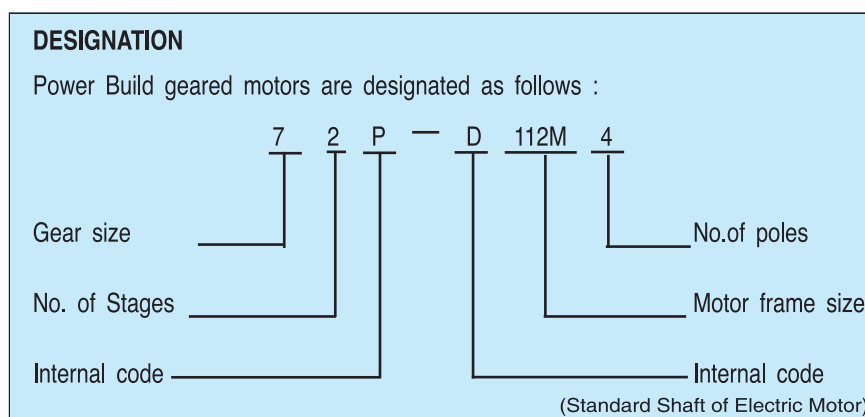 DESIGNATION
Power Build geared motors are designated as follows :
7 2 P — D 112M 4
Gear size No.of poles
No. of Stages Motor frame size
Internal code Internal code
(Standard Shaft of Electric Motor)